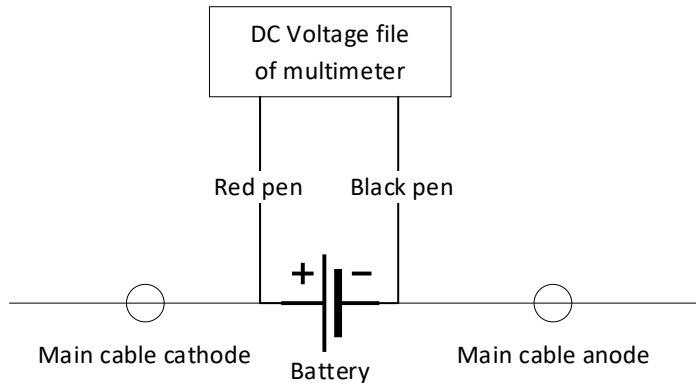 DC Voltage file
of multimeter
Red pen
Black pen
+
−
Main cable cathode
Main cable anode
Battery